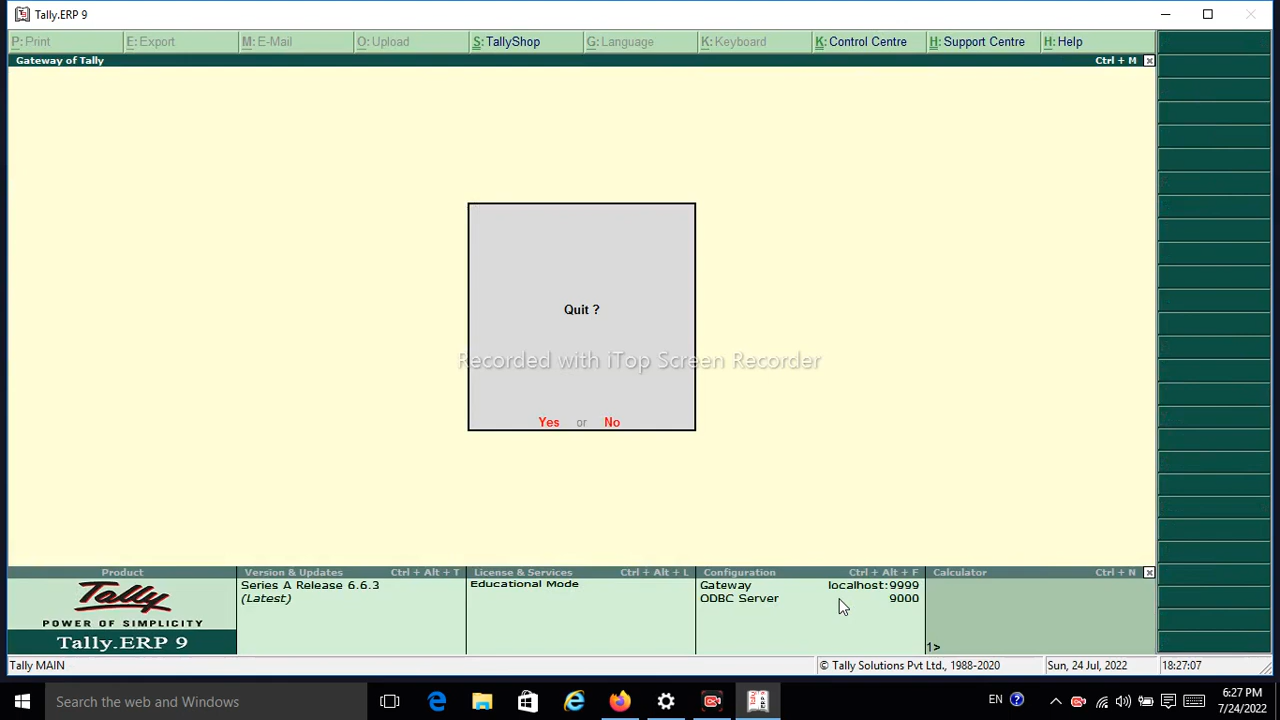 Tally.ERP 9
P: Print E: Export M: E-Mail O: Upload S: TallyShop G: Language K: Keyboard K: Control Centre H: Support Centre H: Help
Gateway of Tally Ctrl + M
Quit ?
Recorded with iTop Screen Recorder
Yes or No
Product Version & Updates Ctrl + Alt + T License & Services Ctrl + Alt + L Configuration Ctrl + Alt + F Calculator Ctrl + N
Series A Release 6.6.3 Educational Mode Gateway localhost:9999
Tally (Latest) ODBC Server 9000
POWER OF SIMPLICITY
Tally.ERP 9 1>
Tally MAIN © Tally Solutions Pvt Ltd., 1988-2020 Sun, 24 Jul, 2022 18:27:07
Search the web and Windows EN 6:27 PM
7/24/2022